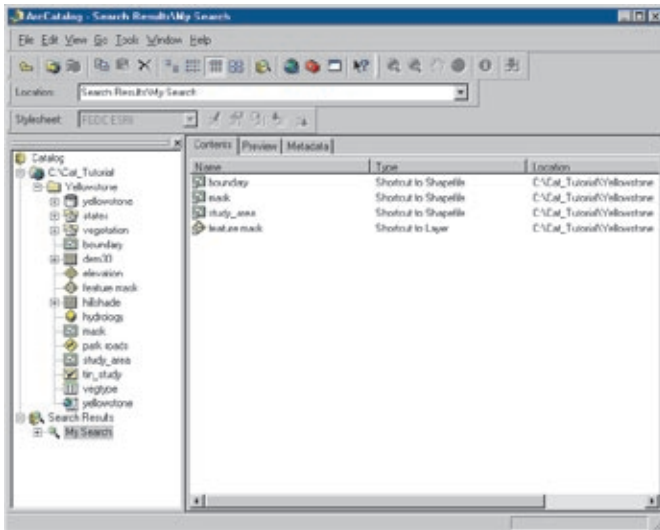 ArcCatalog - Search Results\My Search
File Edit View Go Tools Window Help
Location: Search Results\My Search
Stylesheet: FGDC ESRI
Contents Preview Metadata
Catalog
C:\Cat_Tutorial
Yellowstone
yellowstone
states
vegetation
boundary
dem30
elevation
feature mask
hillshade
hydrology
mask
park roads
study_area
tin_study
vegtype
yellowstone
Search Results
My Search
Name Type Location
boundary Shortcut to Shapefile C:\Cat_Tutorial\Yellowstone
mask Shortcut to Shapefile C:\Cat_Tutorial\Yellowstone
study_area Shortcut to Shapefile C:\Cat_Tutorial\Yellowstone
feature mask Shortcut to Layer C:\Cat_Tutorial\Yellowstone